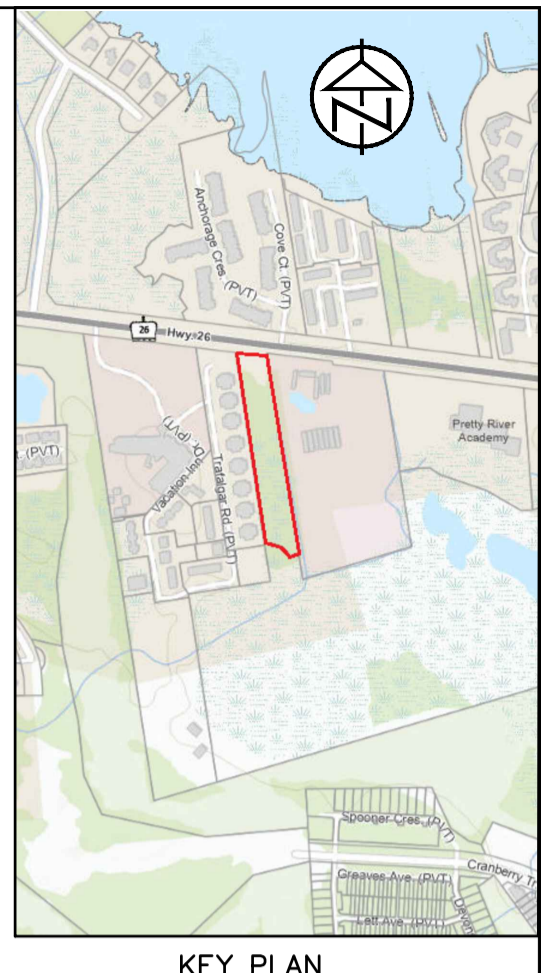 N
Anchorage Cres. (PVT)
Cove Ct. (PVT)
26
Hwy. 26
Pretty River
Academy
t. (PVT)
Vacation Inn
Dr. (PVT)
Trafalgar Rd. (PVT)
Spooner Cres. (PVT)
Cranberry Tr
Greaves Ave. (PVT)
Devon
Lett Ave. (PVT)
KEY PLAN